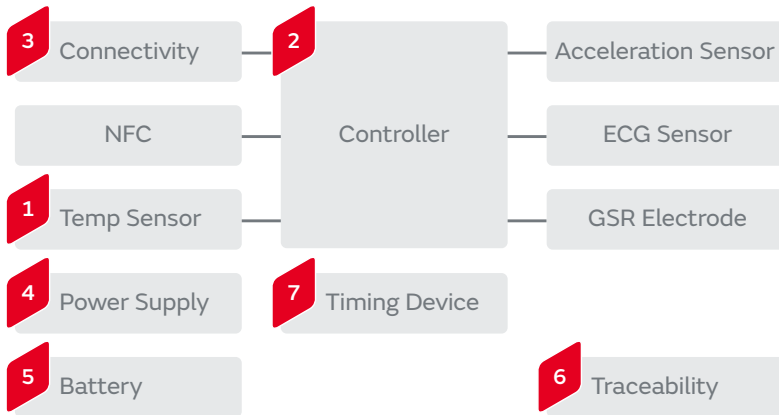 3 Connectivity
2
Controller
Acceleration Sensor
NFC
ECG Sensor
1 Temp Sensor
GSR Electrode
4 Power Supply
7 Timing Device
5 Battery
6 Traceability